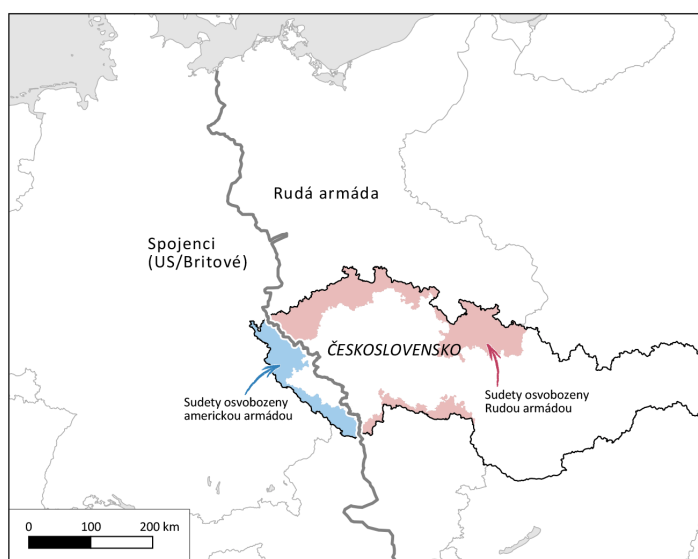 Rudá armáda
Spojenci
(US/Britové)
ČESKOSLOVENSKO
Sudety osvobozeny
americkou armádou
Sudety osvobozeny
Rudou armádou
0 100 200 km